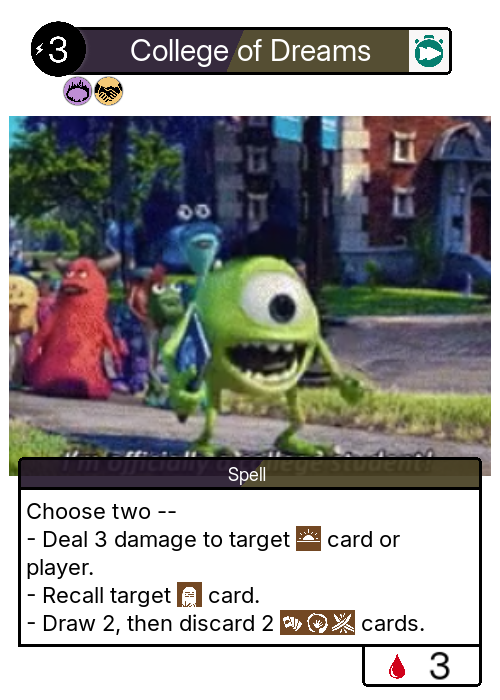 3
College of Dreams
I'm officially a college student!
Spell
Choose two --
- Deal 3 damage to target card or
player.
- Recall target card.
- Draw 2, then discard 2 cards.
3